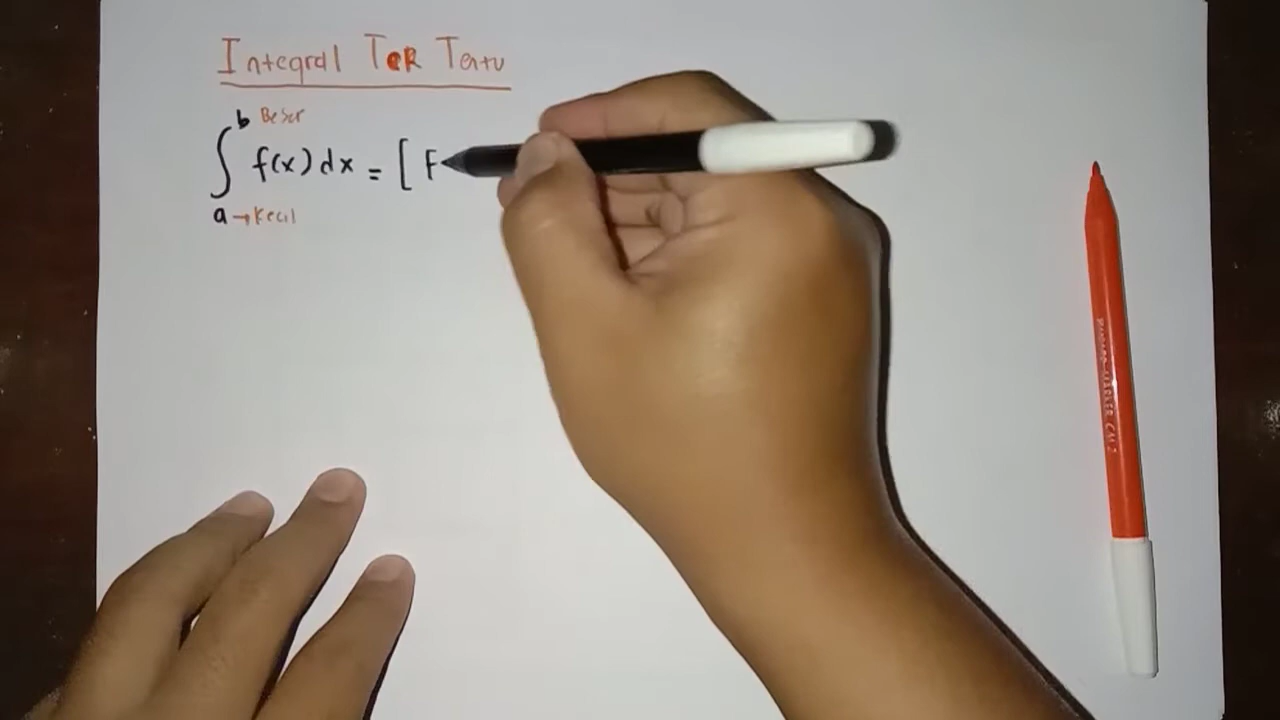 Integral TeR Tentu
b Besar
∫ f(x) dx = [ F
a → Kecil